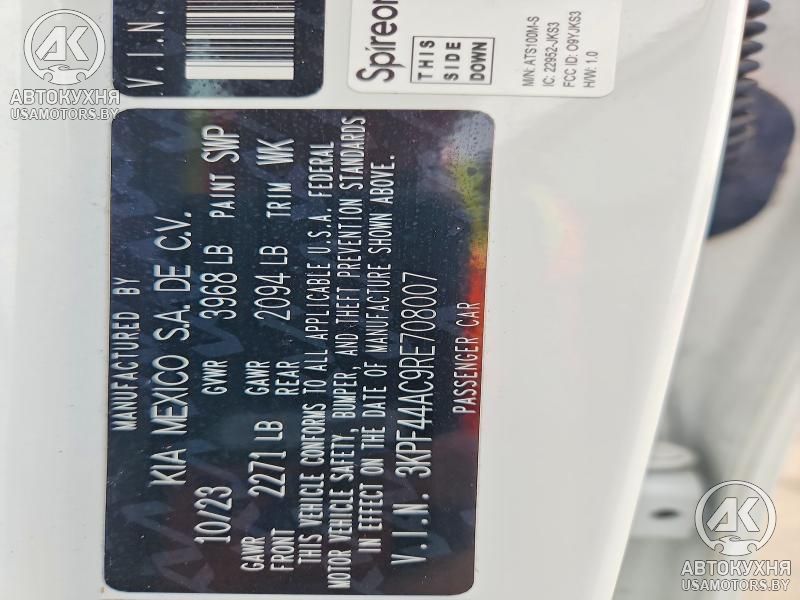 V.I.N.
Spireon
THIS
SIDE
DOWN
M/N: ATS100M-S
IC: 22952-JKS3
FCC ID: O9YJKS3
H/W: 1.0
MANUFACTURED BY
KIA MEXICO S.A. DE C.V.
10/23 GVWR 3968 LB PAINT SWP
GAWR FRONT 2271 LB GAWR REAR 2094 LB TRIM WK
THIS VEHICLE CONFORMS TO ALL APPLICABLE U.S.A. FEDERAL
MOTOR VEHICLE SAFETY, BUMPER, AND THEFT PREVENTION STANDARDS
IN EFFECT ON THE DATE OF MANUFACTURE SHOWN ABOVE.
V.I.N. 3KPF44AC9RE708007
PASSENGER CAR
АК
АВТОКУХНЯ
USAMOTORS.BY
АК
АВТОКУХНЯ
USAMOTORS.BY